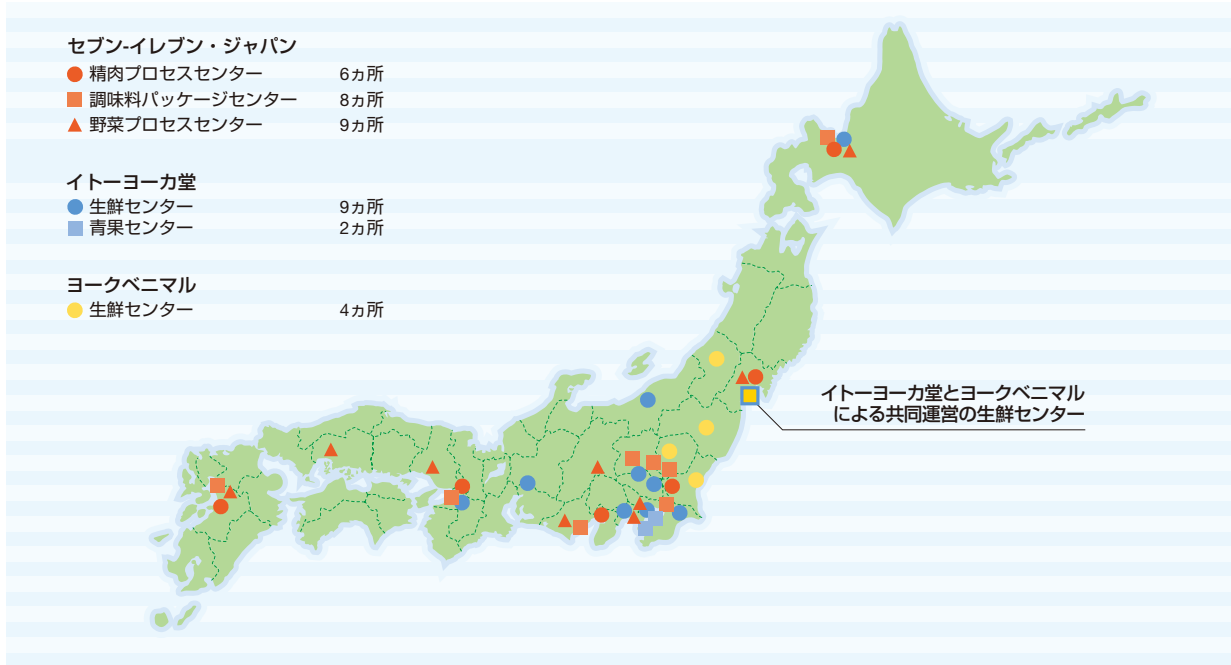 セブン-イレブン・ジャパン
精肉プロセスセンター 6ヵ所
調味料パッケージセンター 8ヵ所
野菜プロセスセンター 9ヵ所
イトーヨーカ堂
生鮮センター 9ヵ所
青果センター 2ヵ所
ヨークベニマル
生鮮センター 4ヵ所
イトーヨーカ堂とヨークベニマル
による共同運営の生鮮センター